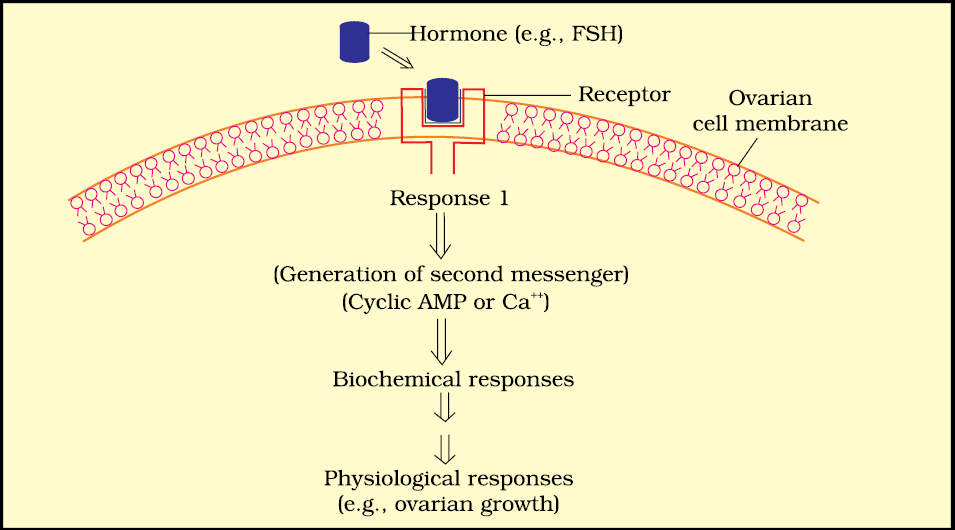 Hormone (e.g., FSH)
Receptor
Ovarian
cell membrane
Response 1
(Generation of second messenger)
(Cyclic AMP or Ca⁺⁺)
Biochemical responses
Physiological responses
(e.g., ovarian growth)